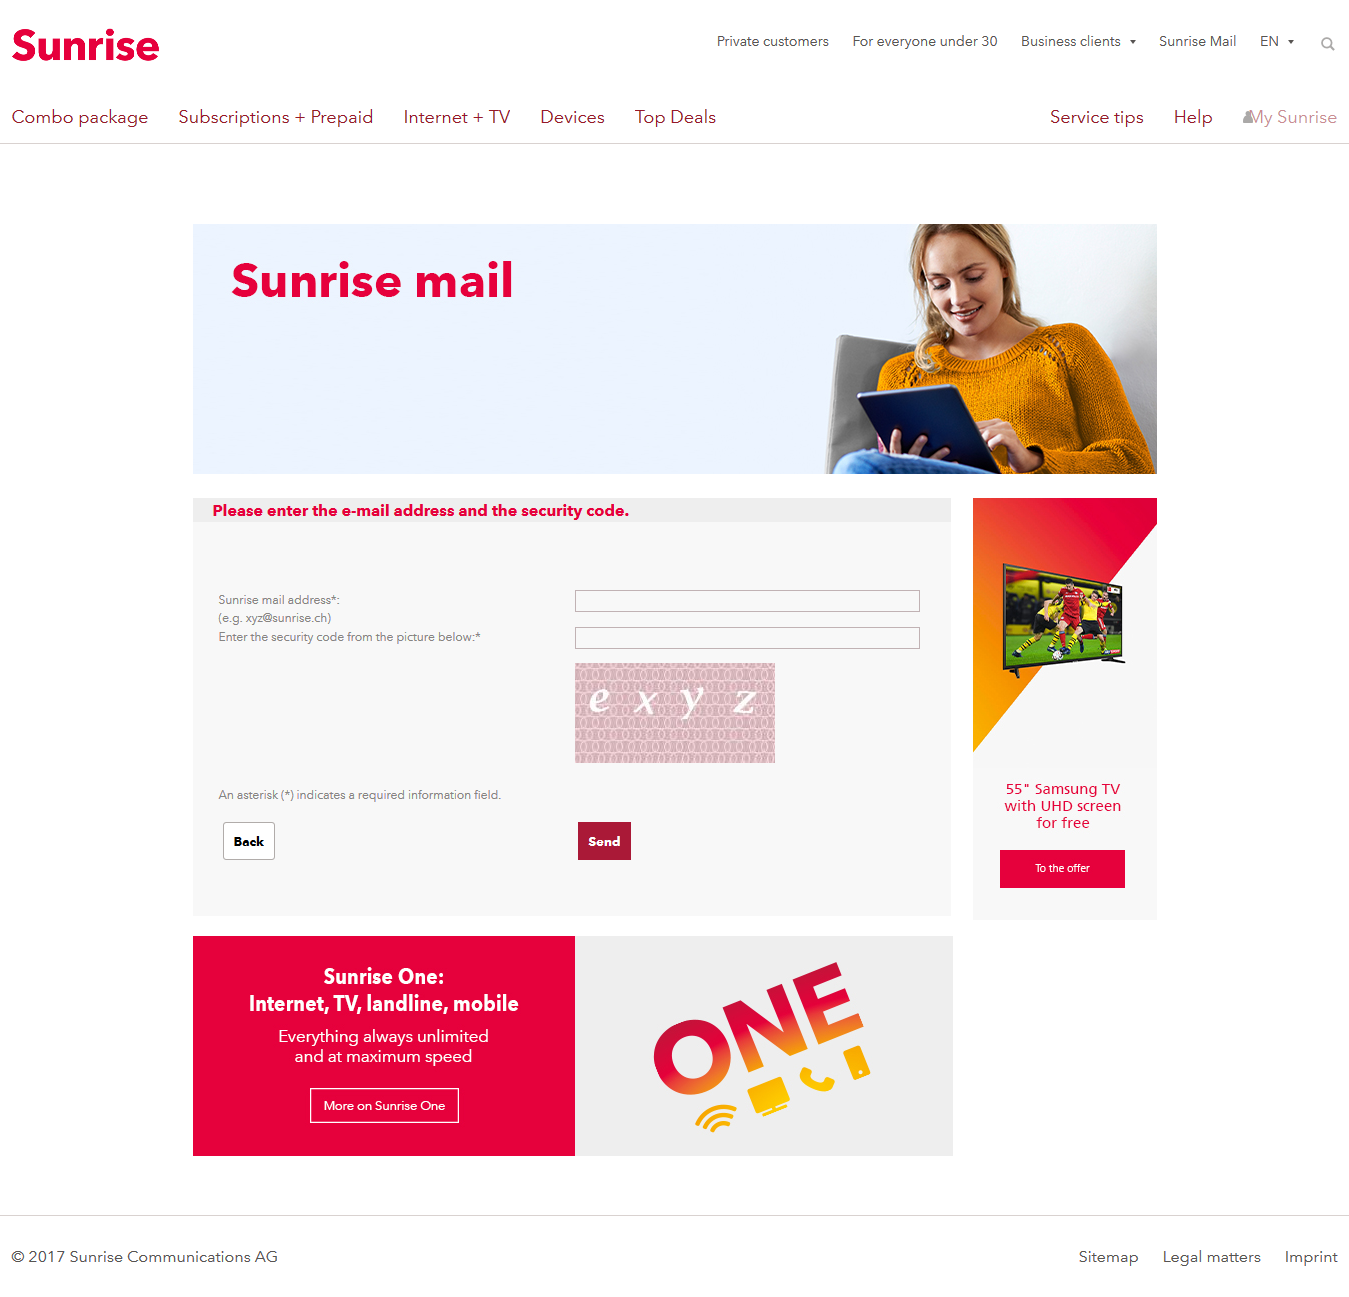 Sunrise
Private customers For everyone under 30 Business clients Sunrise Mail EN
Combo package Subscriptions + Prepaid Internet + TV Devices Top Deals Service tips Help My Sunrise
Sunrise mail
Please enter the e-mail address and the security code.
Sunrise mail address*:
(e.g. xyz@sunrise.ch)
Enter the security code from the picture below:*
e x y z
An asterisk (*) indicates a required information field.
Back Send
55" Samsung TV
with UHD screen
for free
To the offer
Sunrise One:
Internet, TV, landline, mobile
Everything always unlimited
and at maximum speed
More on Sunrise One
ONE
© 2017 Sunrise Communications AG Sitemap Legal matters Imprint